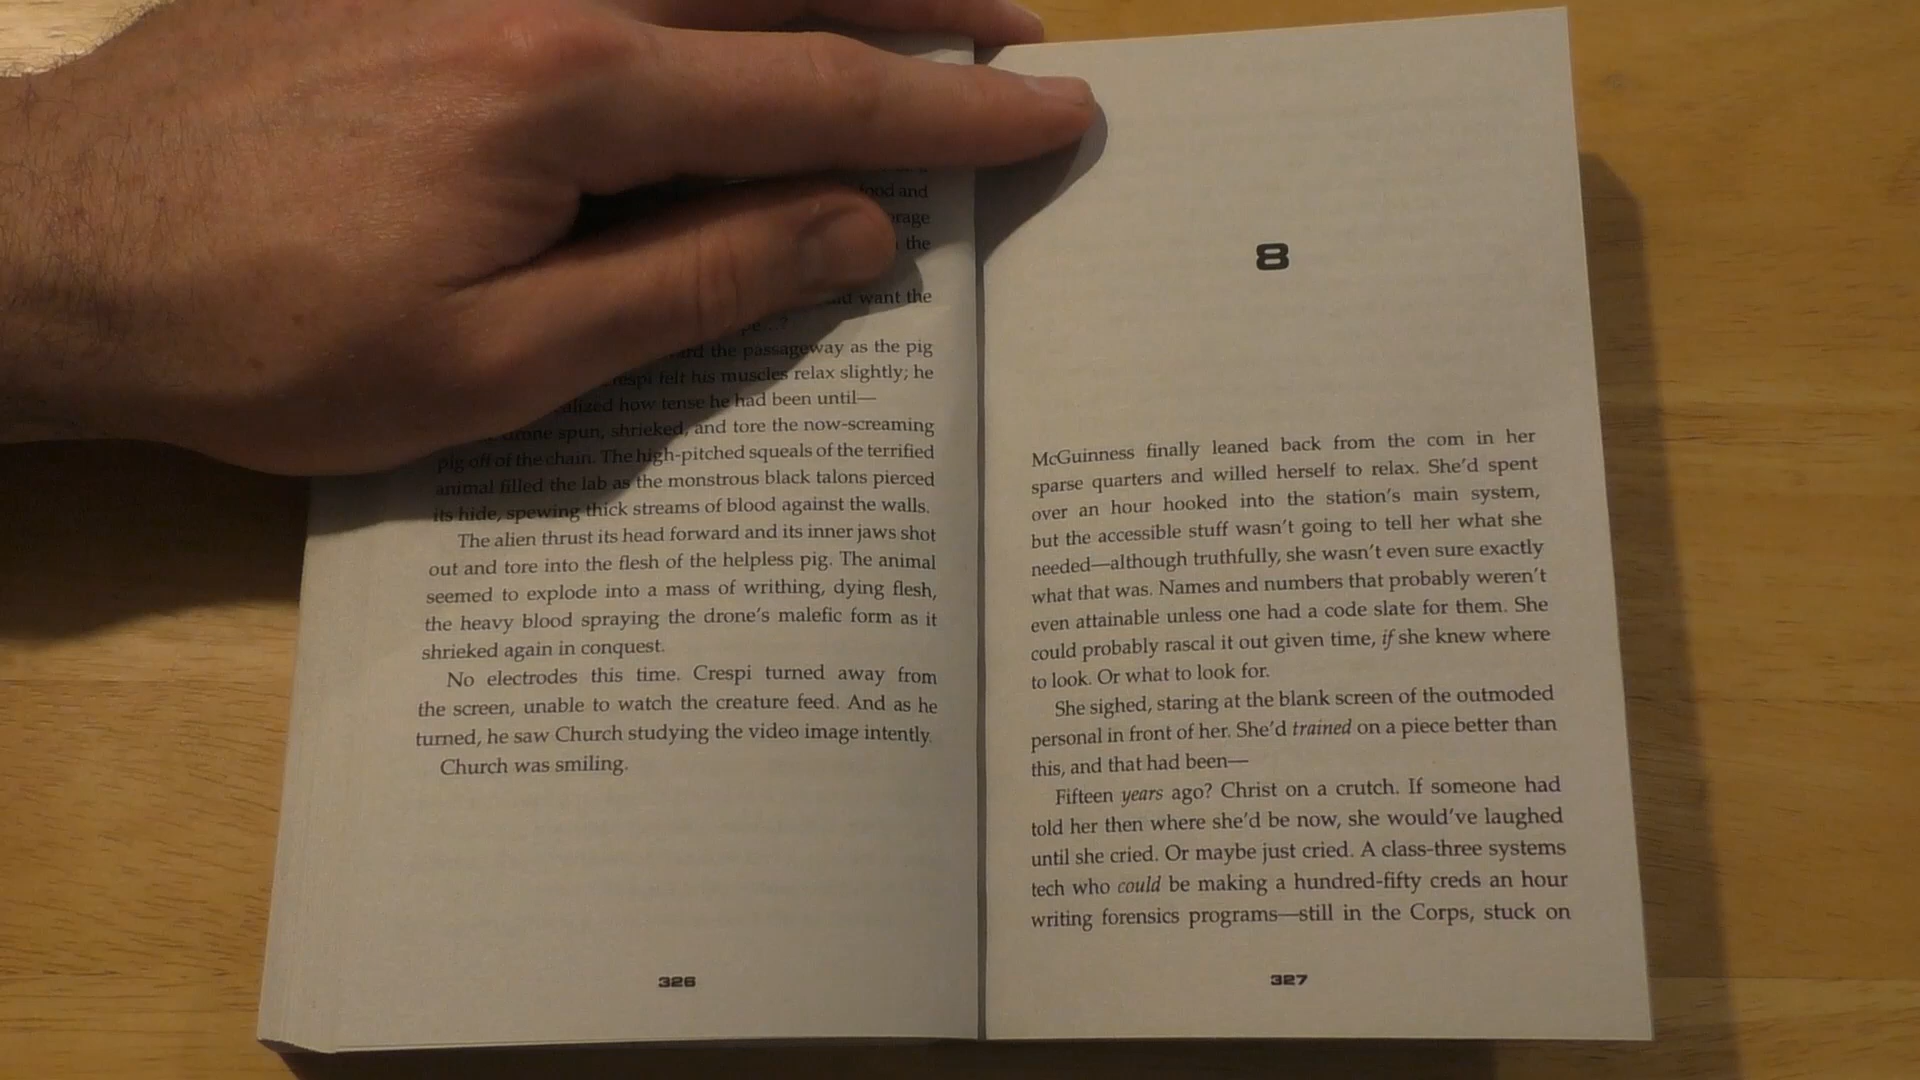 food and
the
want the
the passageway as the pig
Crespi felt his muscles relax slightly; he
realized how tense he had been until—
drone spun, shrieked, and tore the now-screaming
pig off of the chain. The high-pitched squeals of the terrified
animal filled the lab as the monstrous black talons pierced
its hide, spewing thick streams of blood against the walls.
The alien thrust its head forward and its inner jaws shot
out and tore into the flesh of the helpless pig. The animal
seemed to explode into a mass of writhing, dying flesh,
the heavy blood spraying the drone's malefic form as it
shrieked again in conquest.
No electrodes this time. Crespi turned away from
the screen, unable to watch the creature feed. And as he
turned, he saw Church studying the video image intently.
Church was smiling.
326
8
McGuinness finally leaned back from the com in her
sparse quarters and willed herself to relax. She'd spent
over an hour hooked into the station's main system,
but the accessible stuff wasn't going to tell her what she
needed—although truthfully, she wasn't even sure exactly
what that was. Names and numbers that probably weren't
even attainable unless one had a code slate for them. She
could probably rascal it out given time, if she knew where
to look. Or what to look for.
She sighed, staring at the blank screen of the outmoded
personal in front of her. She'd trained on a piece better than
this, and that had been—
Fifteen years ago? Christ on a crutch. If someone had
told her then where she'd be now, she would've laughed
until she cried. Or maybe just cried. A class-three systems
tech who could be making a hundred-fifty creds an hour
writing forensics programs—still in the Corps, stuck on
327